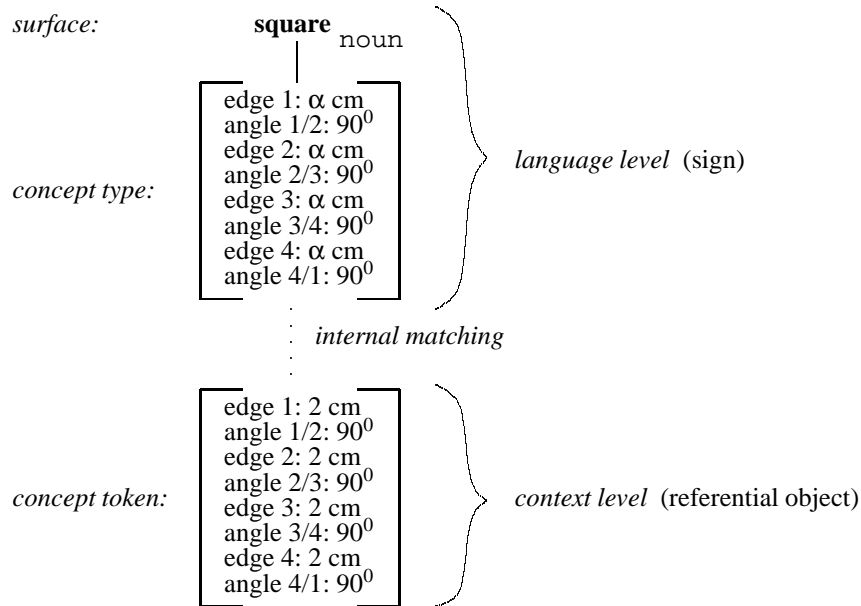 surface: square noun
edge 1: α cm
angle 1/2: 90⁰
edge 2: α cm
language level (sign)
angle 2/3: 90⁰
concept type:
edge 3: α cm
angle 3/4: 90⁰
edge 4: α cm
angle 4/1: 90⁰
internal matching
edge 1: 2 cm
angle 1/2: 90⁰
edge 2: 2 cm
angle 2/3: 90⁰
concept token:
context level (referential object)
edge 3: 2 cm
angle 3/4: 90⁰
edge 4: 2 cm
angle 4/1: 90⁰